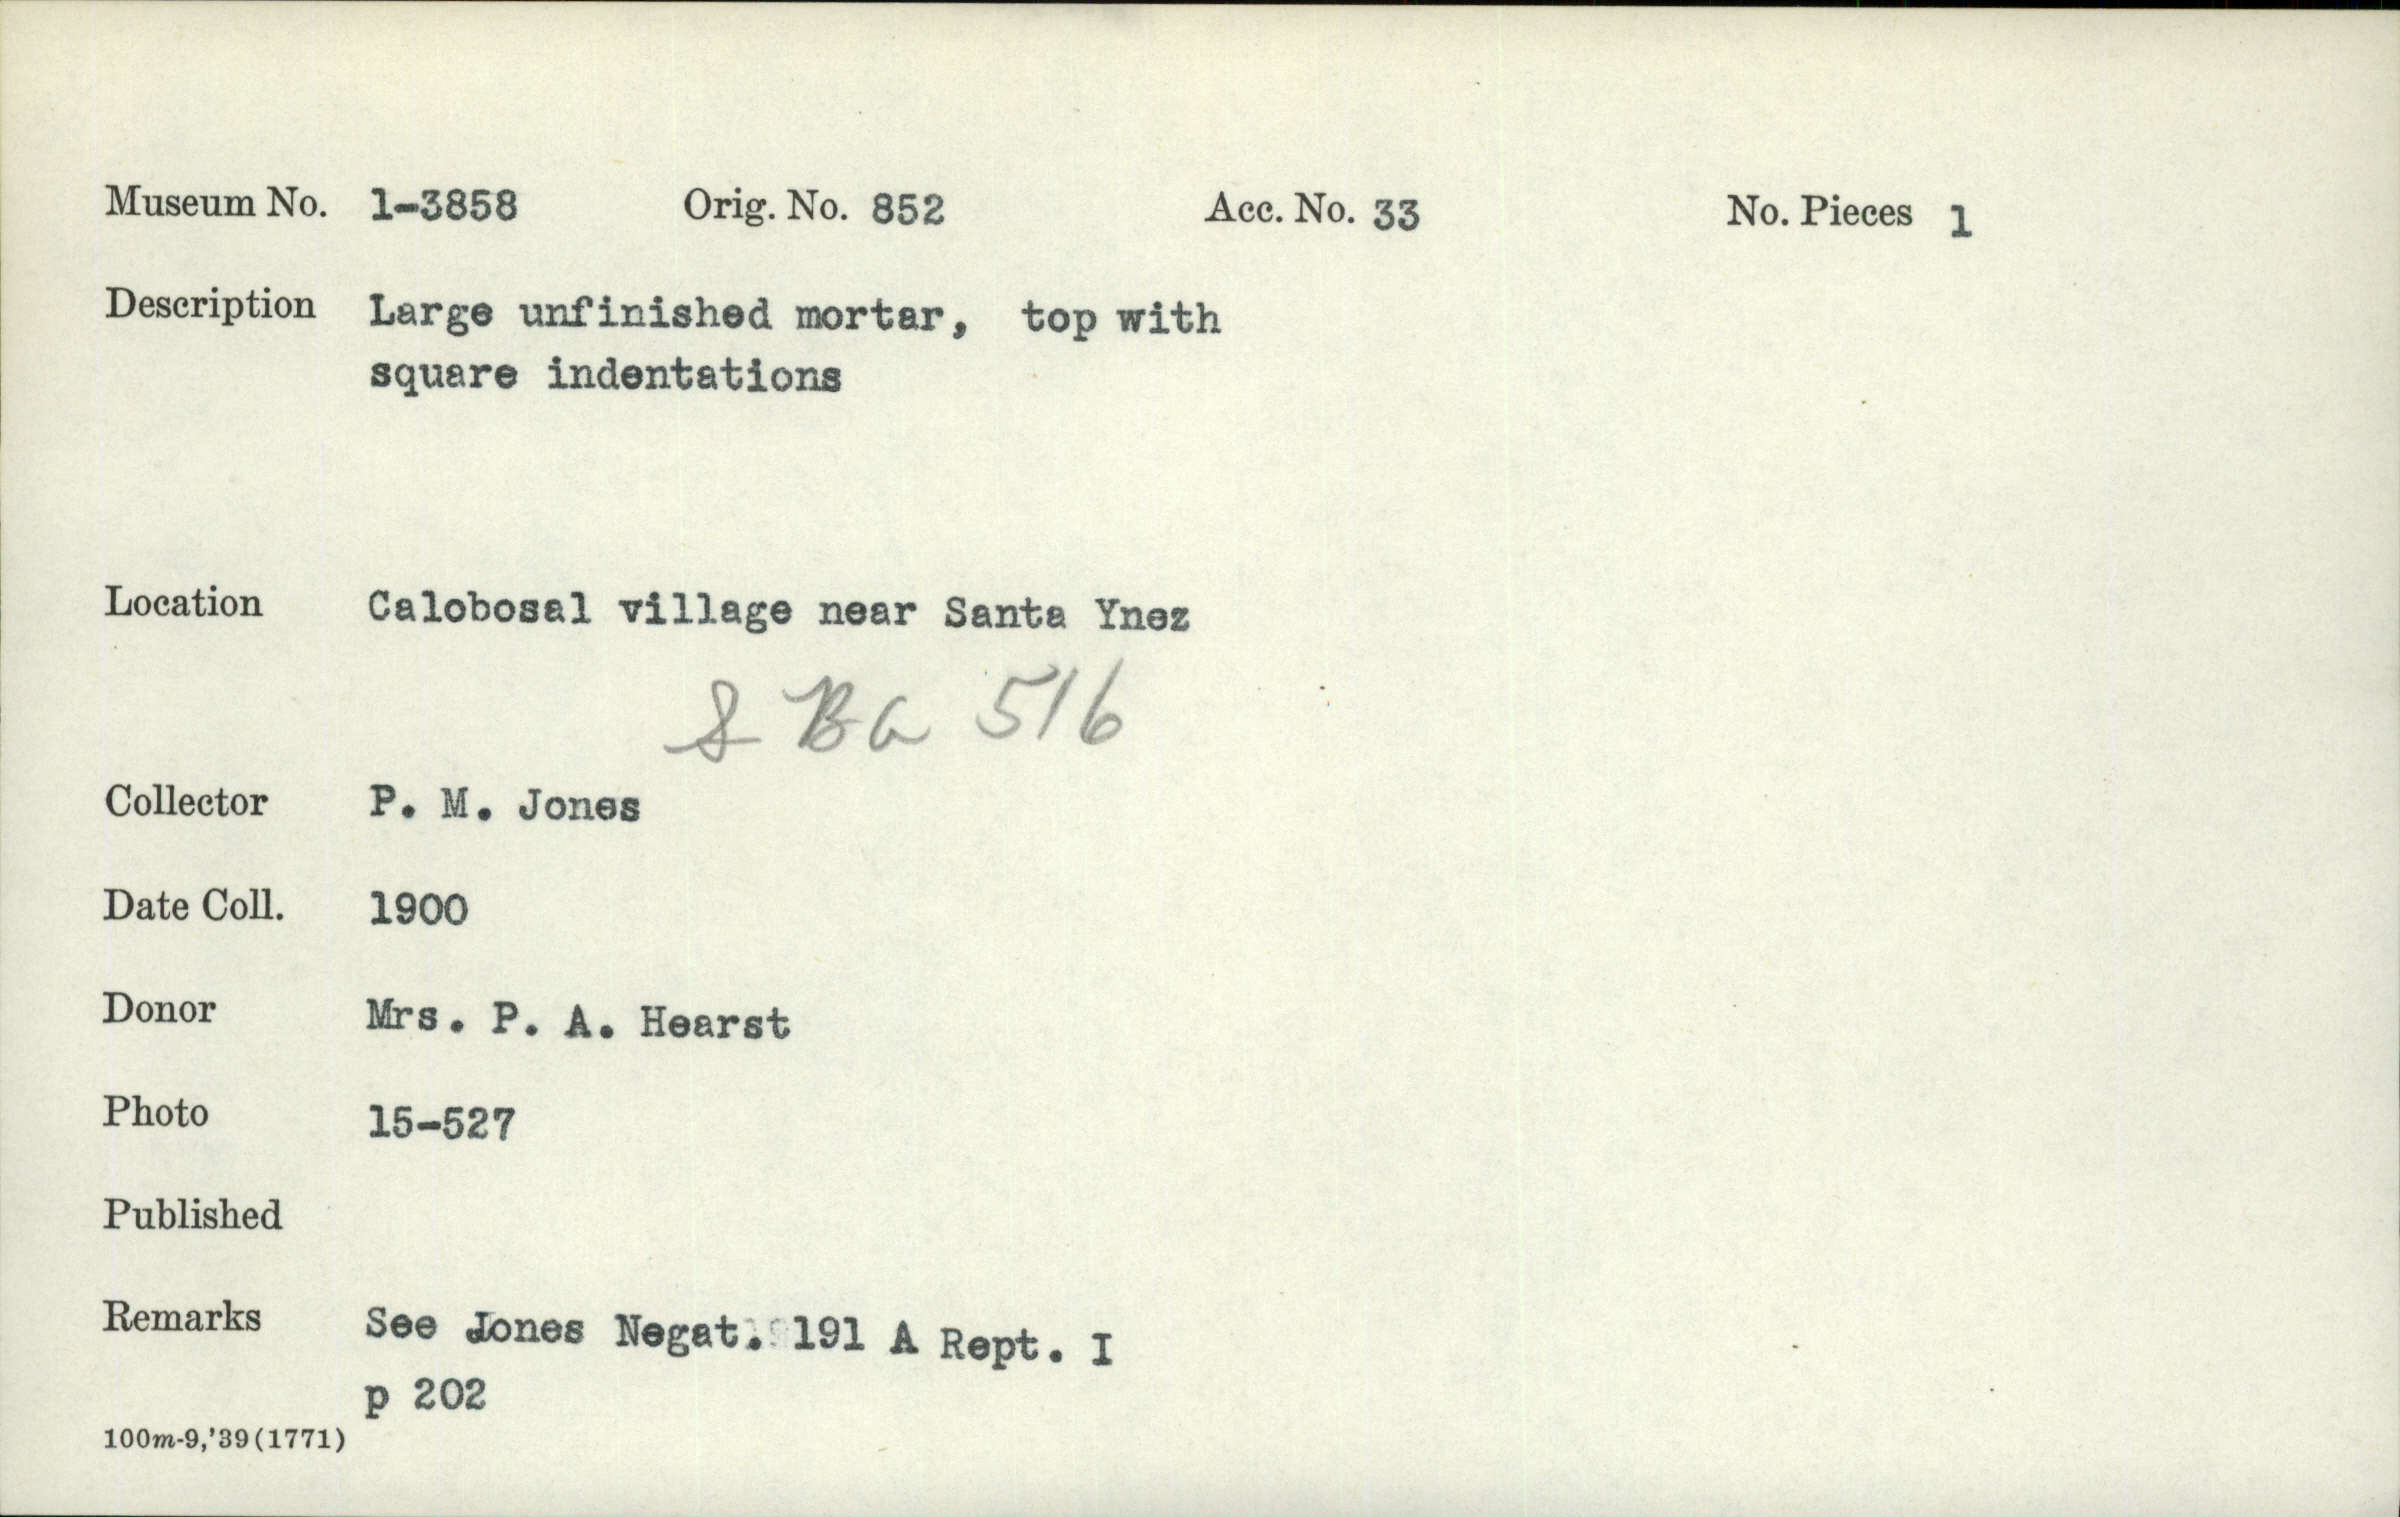 Museum No. 1-3858 Orig. No. 852 Acc. No. 33 No. Pieces 1
Description Large unfinished mortar, top with
square indentations
Location Calobosal village near Santa Ynez
S Ba 516
Collector P. M. Jones
Date Coll. 1900
Donor Mrs. P. A. Hearst
Photo 15-527
Published
Remarks See Jones Negat. 191 A Rept. I
p 202
100m-9,'39(1771)